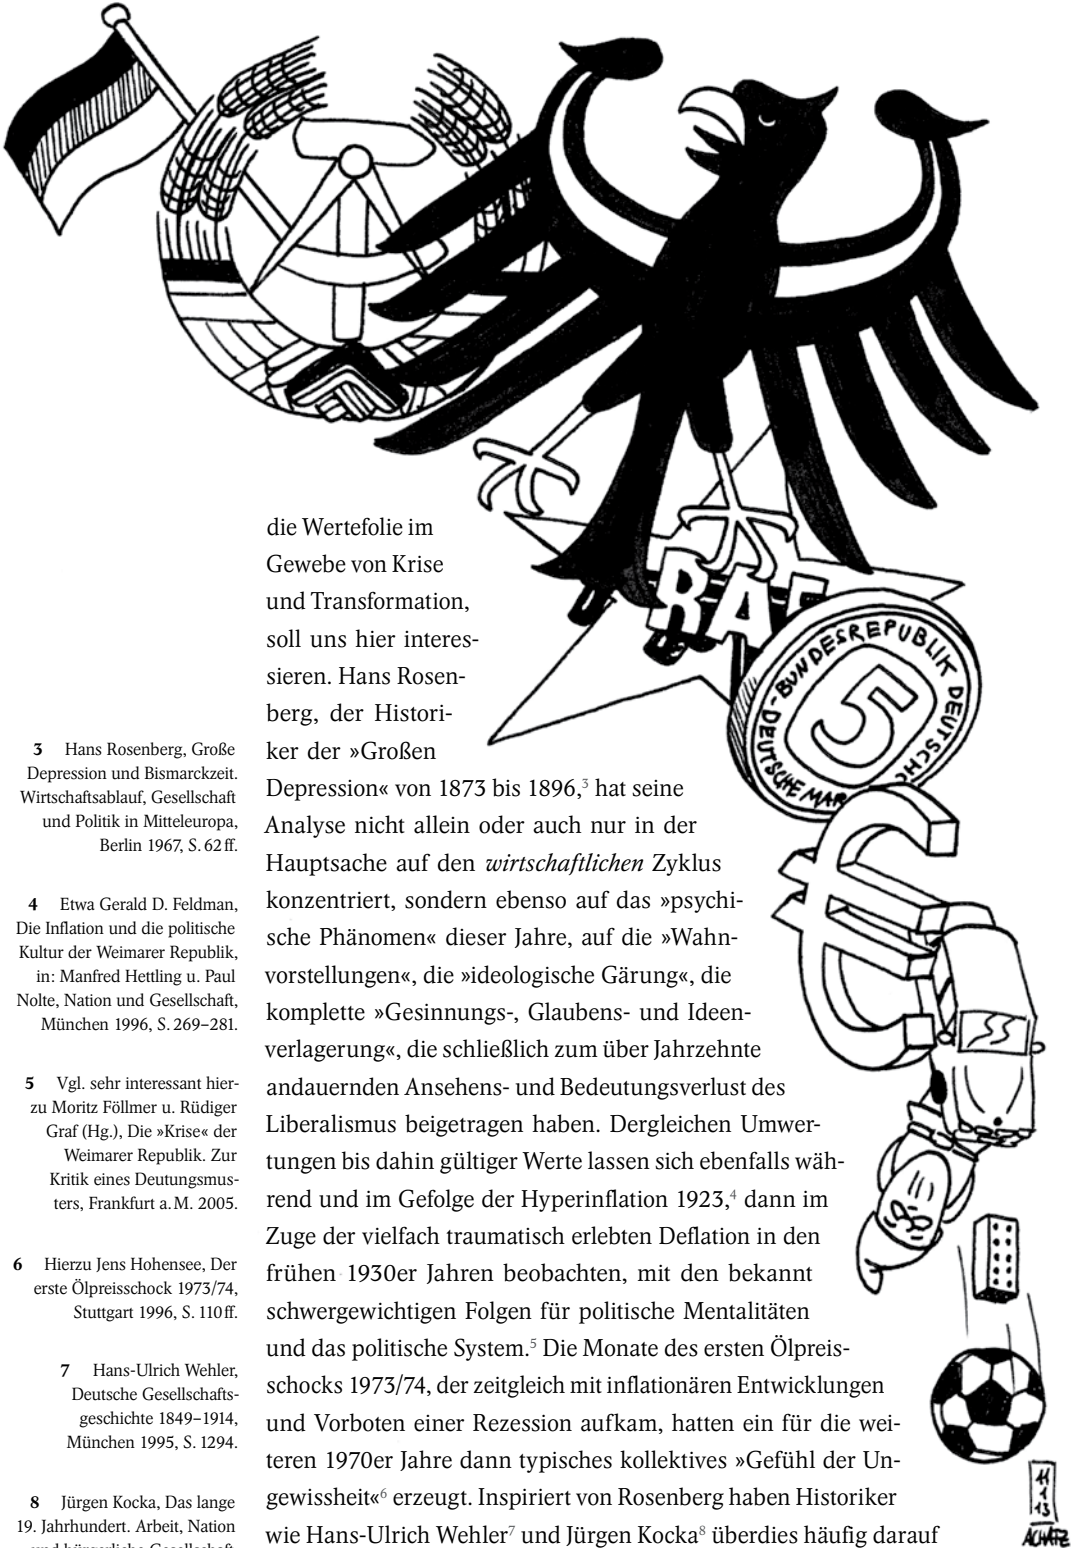 die Wertefolie im
Gewebe von Krise
und Transformation,
soll uns hier interes-
sieren. Hans Rosen-
berg, der Histori-
ker der »Großen
Depression« von 1873 bis 1896,³ hat seine
Analyse nicht allein oder auch nur in der
Hauptsache auf den wirtschaftlichen Zyklus
konzentriert, sondern ebenso auf das »psychi-
sche Phänomen« dieser Jahre, auf die »Wahn-
vorstellungen«, die »ideologische Gärung«, die
komplette »Gesinnungs-, Glaubens- und Ideen-
verlagerung«, die schließlich zum über Jahrzehnte
andauernden Ansehens- und Bedeutungsverlust des
Liberalismus beigetragen haben. Dergleichen Umwer-
tungen bis dahin gültiger Werte lassen sich ebenfalls wäh-
rend und im Gefolge der Hyperinflation 1923,⁴ dann im
Zuge der vielfach traumatisch erlebten Deflation in den
frühen 1930er Jahren beobachten, mit den bekannt
schwergewichtigen Folgen für politische Mentalitäten
und das politische System.⁵ Die Monate des ersten Ölpreis-
schocks 1973/74, der zeitgleich mit inflationären Entwicklungen
und Vorboten einer Rezession aufkam, hatten ein für die wei-
teren 1970er Jahre dann typisches kollektives »Gefühl der Un-
gewissheit«⁶ erzeugt. Inspiriert von Rosenberg haben Historiker
wie Hans-Ulrich Wehler⁷ und Jürgen Kocka⁸ überdies häufig darauf
3 Hans Rosenberg, Große
Depression und Bismarckzeit.
Wirtschaftsablauf, Gesellschaft
und Politik in Mitteleuropa,
Berlin 1967, S. 62 ff.
4 Etwa Gerald D. Feldman,
Die Inflation und die politische
Kultur der Weimarer Republik,
in: Manfred Hettling u. Paul
Nolte, Nation und Gesellschaft,
München 1996, S. 269–281.
5 Vgl. sehr interessant hier-
zu Moritz Föllmer u. Rüdiger
Graf (Hg.), Die »Krise« der
Weimarer Republik. Zur
Kritik eines Deutungsmus-
ters, Frankfurt a. M. 2005.
6 Hierzu Jens Hohensee, Der
erste Ölpreisschock 1973/74,
Stuttgart 1996, S. 110 ff.
7 Hans-Ulrich Wehler,
Deutsche Gesellschafts-
geschichte 1849–1914,
München 1995, S. 1294.
8 Jürgen Kocka, Das lange
19. Jahrhundert. Arbeit, Nation
und bürgerliche Gesellschaft
RAF
BUNDESREPUBLIK DEUTSCH
5
DEUTSCHE MAR
€
11
1
13
ACHATZ